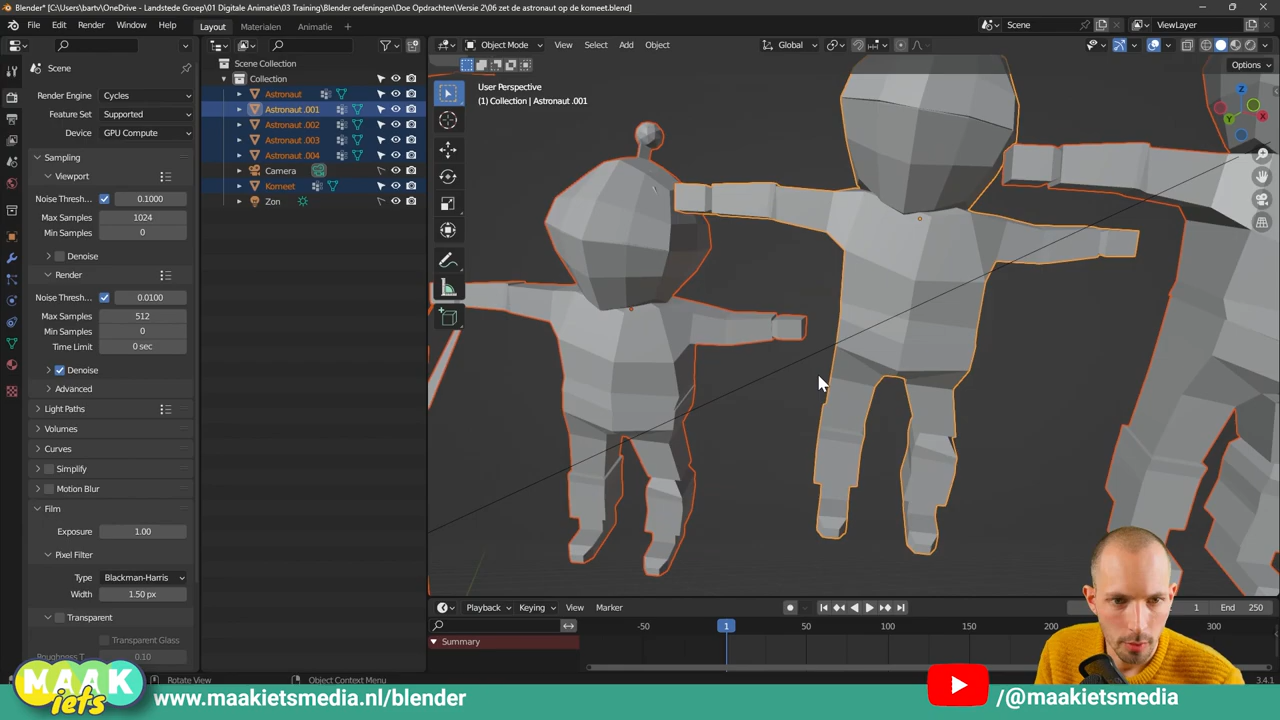 Blender* [C:\Users\bartv\OneDrive - Landstede Groep\01 Digitale Animatie\03 Training\Blender oefeningen\Doe Opdrachten\Versie 2\06 zet de astronaut op de komeet.blend]
File Edit Render Window Help Layout Materialen Animatie Scene ViewLayer
Object Mode View Select Add Object Global Options
Scene
Render Engine Cycles
Feature Set Supported
Device GPU Compute
Sampling
Viewport
Noise Thresh... 0.1000
Max Samples 1024
Min Samples 0
Denoise
Render
Noise Thresh... 0.0100
Max Samples 512
Min Samples 0
Time Limit 0 sec
Denoise
Advanced
Light Paths
Volumes
Curves
Simplify
Motion Blur
Film
Exposure 1.00
Pixel Filter
Type Blackman-Harris
Width 1.50 px
Transparent
Transparent Glass
Roughness T... 0.10
Scene Collection
Collection
Astronaut
Astronaut .001
Astronaut .002
Astronaut .003
Astronaut .004
Camera
Komeet
Zon
User Perspective
(1) Collection | Astronaut .001
Z
Y
X
Playback Keying View Marker 1 End 250
-50 1 50 100 150 200 300
Summary
Rotate View Object Context Menu 3.4.1
MAAK
iets
www.maakietsmedia.nl/blender
/@maakietsmedia